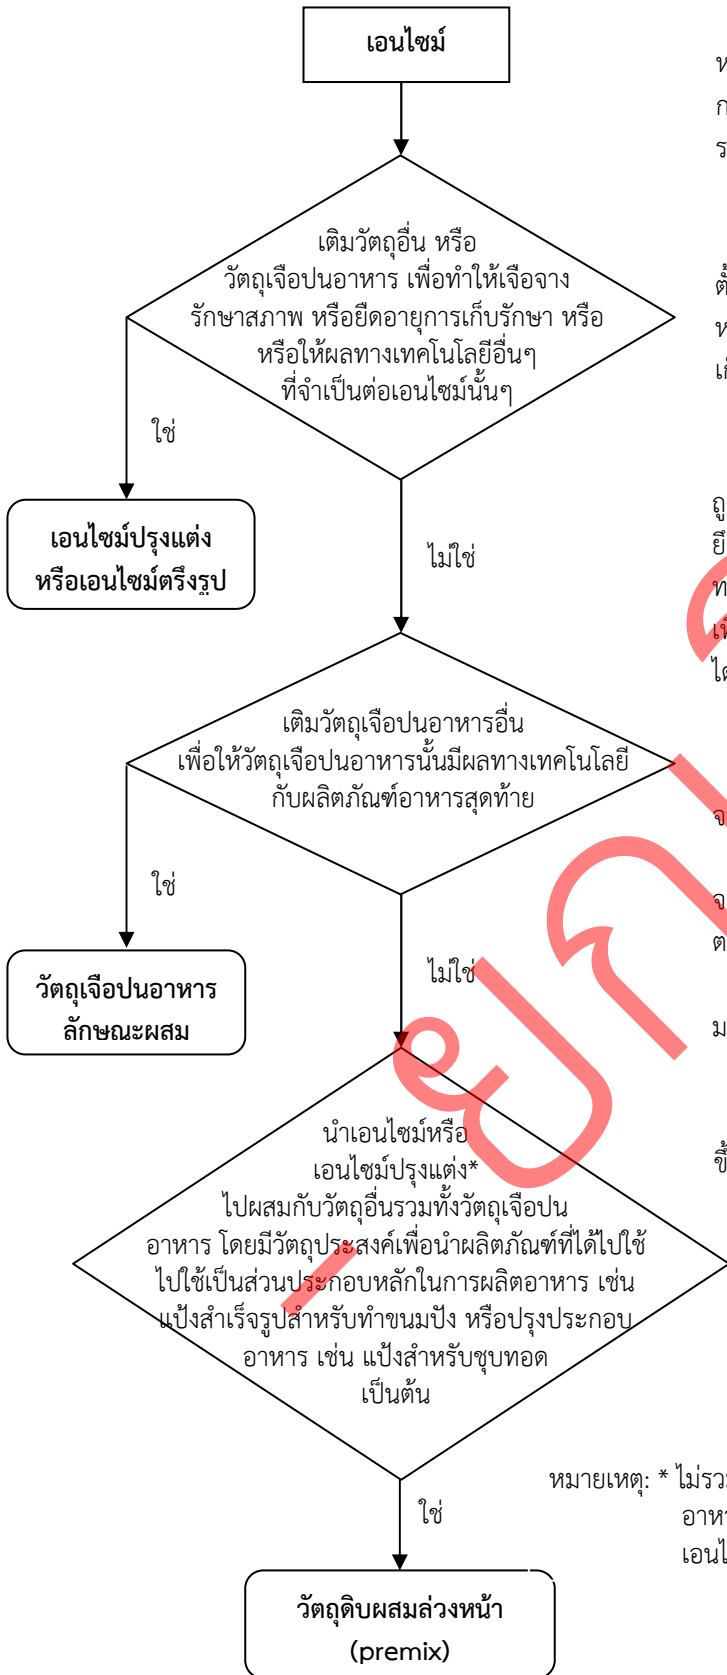 เอนไซม์
เติมวัตถุอื่น หรือ
วัตถุเจือปนอาหาร เพื่อทำให้เจือจาง
รักษาสภาพ หรือยืดอายุการเก็บรักษา หรือ
หรือให้ผลทางเทคโนโลยีอื่นๆ
ที่จำเป็นต่อเอนไซม์นั้นๆ
ใช่
เอนไซม์ปรุงแต่ง
หรือเอนไซม์ตรึงรูป
ไม่ใช่
เติมวัตถุเจือปนอาหารอื่น
เพื่อให้วัตถุเจือปนอาหารนั้นมีผลทางเทคโนโลยี
กับผลิตภัณฑ์อาหารสุดท้าย
ใช่
วัตถุเจือปนอาหาร
ลักษณะผสม
ไม่ใช่
นำเอนไซม์หรือ
เอนไซม์ปรุงแต่ง*
ไปผสมกับวัตถุอื่นรวมทั้งวัตถุเจือปน
อาหาร โดยมีวัตถุประสงค์เพื่อนำผลิตภัณฑ์ที่ได้ไปใช้
ไปใช้เป็นส่วนประกอบหลักในการผลิตอาหาร เช่น
แป้งสำเร็จรูปสำหรับทำขนมปัง หรือปรุงประกอบ
อาหาร เช่น แป้งสำหรับชุบทอด
เป็นต้น
หมายเหตุ: * ไม่รวม
อาหา
ใช่
วัตถุดิบผสมล่วงหน้า
(premix)